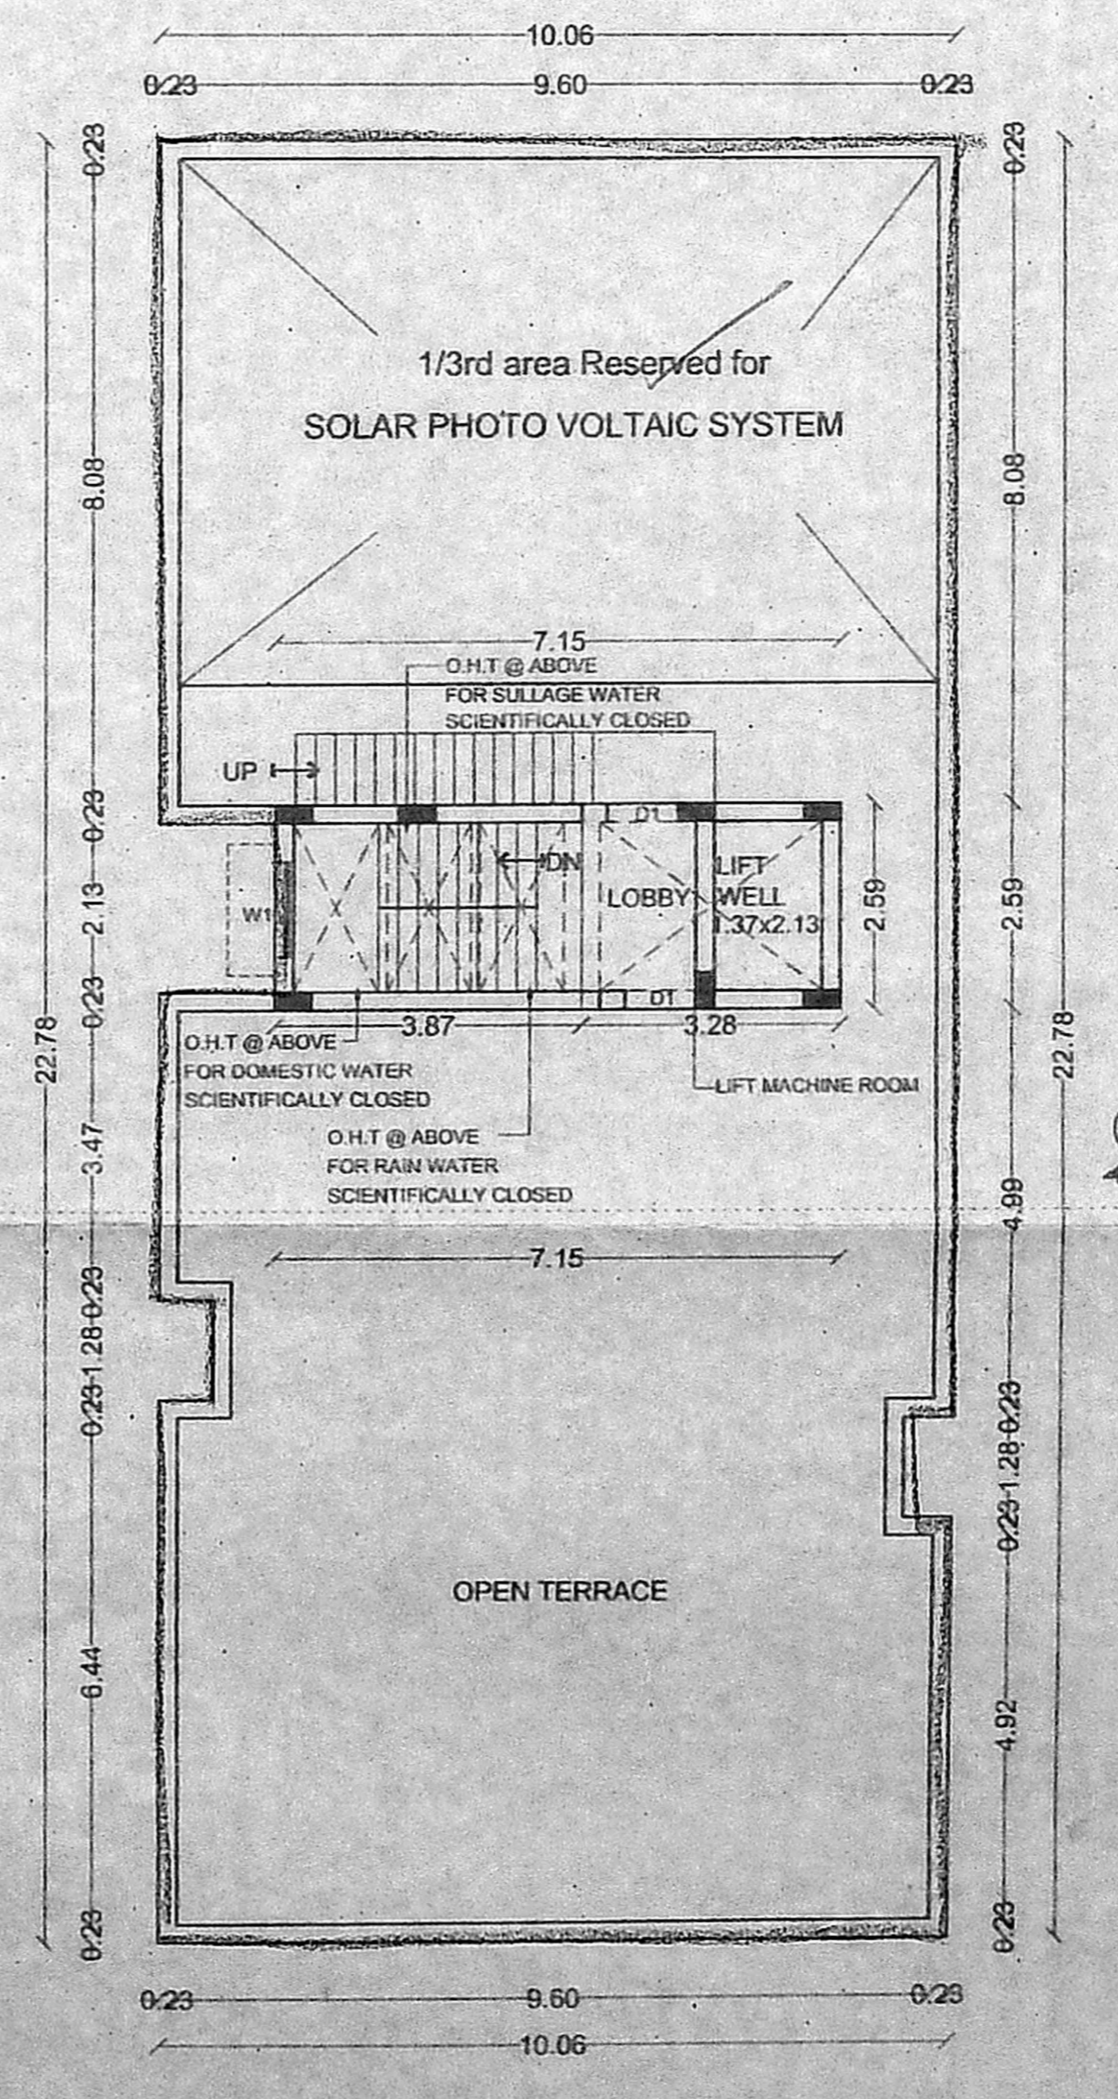 10.06
0.23 9.60 0.23
0.23
0.23
1/3rd area Reserved for
SOLAR PHOTO VOLTAIC SYSTEM
8.08
8.08
7.15
O.H.T @ ABOVE
FOR SULLAGE WATER
SCIENTIFICALLY CLOSED
UP
0.23
D1
DN
LIFT
WELL
1.37x2.13
LOBBY
W1
2.13
2.59
2.59
0.23
D1
3.87
3.28
O.H.T @ ABOVE
FOR DOMESTIC WATER
SCIENTIFICALLY CLOSED
22.78
22.78
LIFT MACHINE ROOM
O.H.T @ ABOVE
FOR RAIN WATER
SCIENTIFICALLY CLOSED
3.47
4.99
7.15
0.23
1.28
0.23
0.23
1.28
0.23
OPEN TERRACE
6.44
4.92
0.23
0.23
0.23 9.60 0.23
10.06